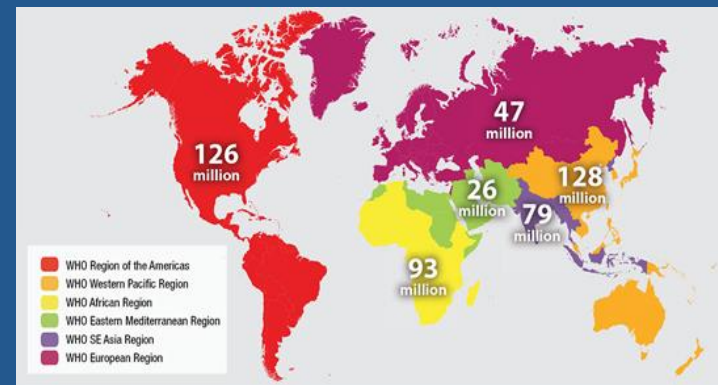 47
million
126
million
26
million
128
million
79
million
93
million
WHO Region of the Americas
WHO Western Pacific Region
WHO African Region
WHO Eastern Mediterranean Region
WHO SE Asia Region
WHO European Region